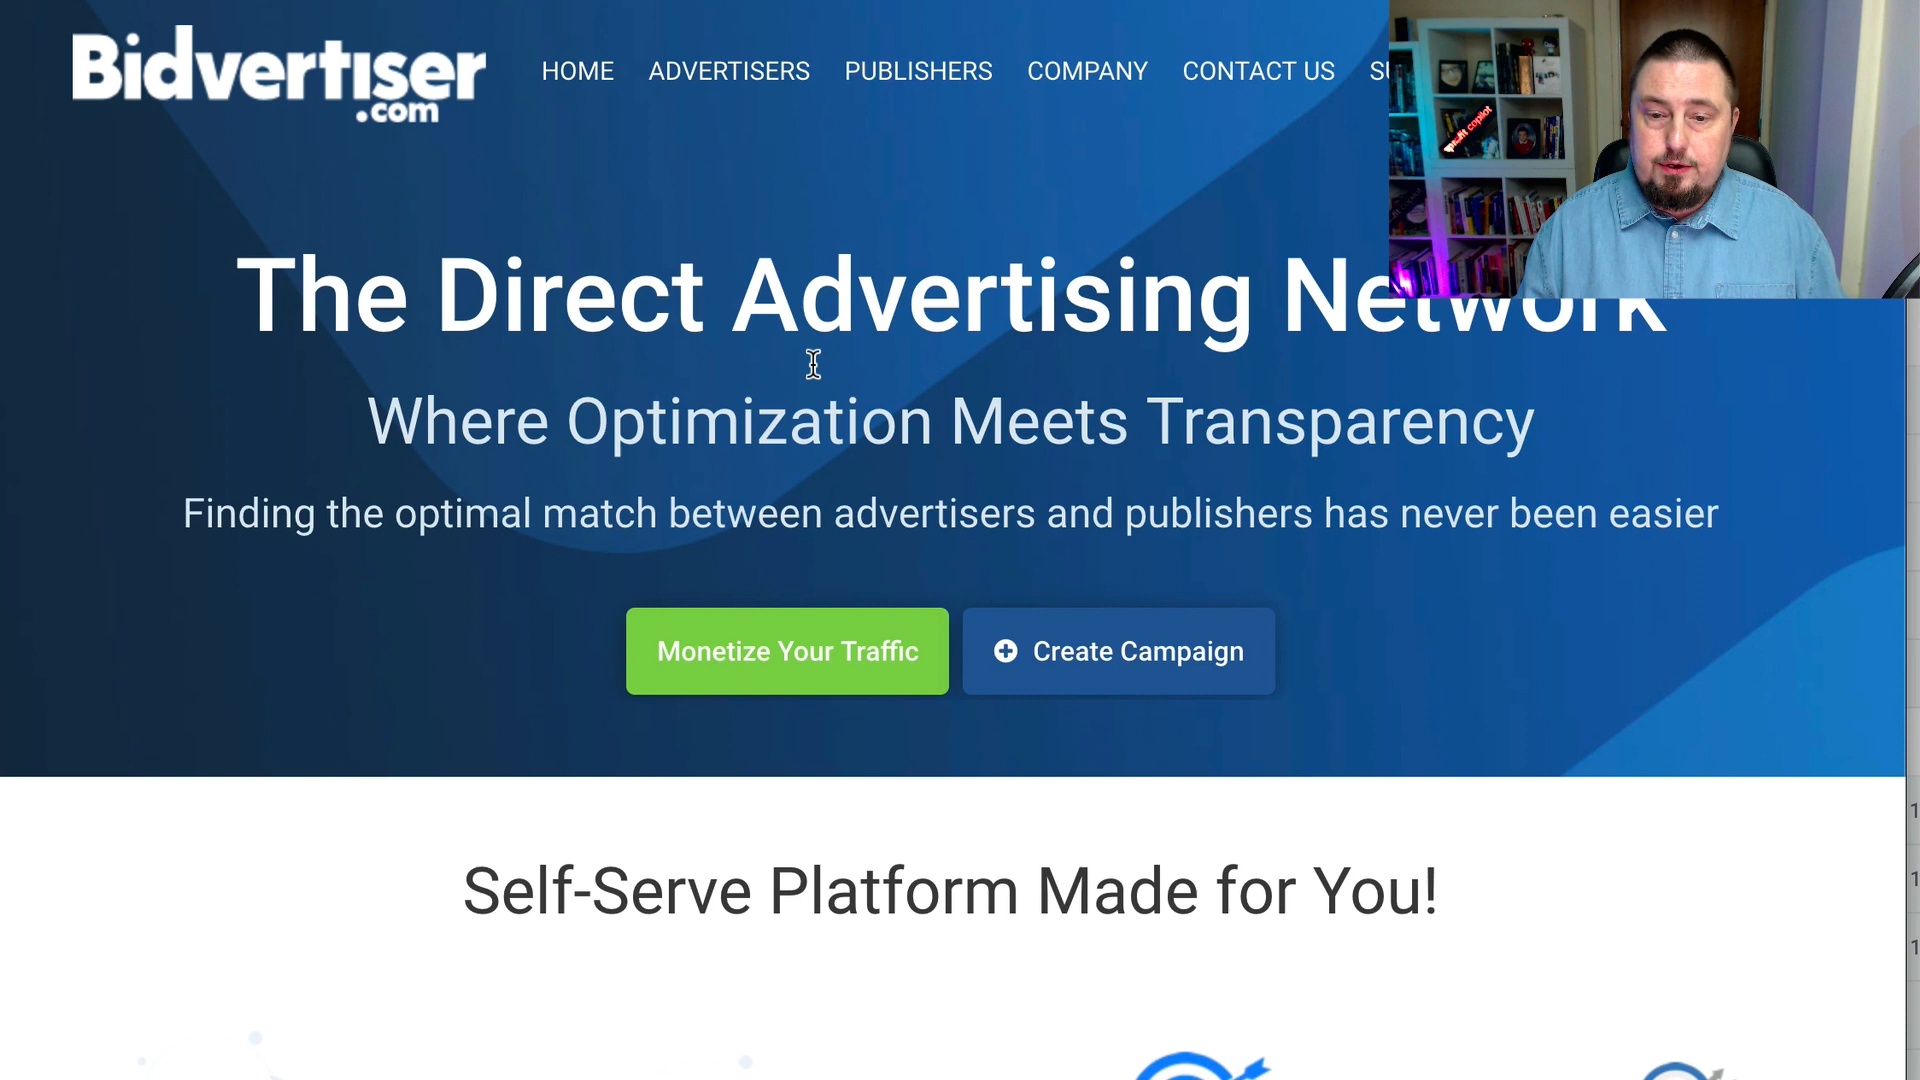 Bidvertiser
.com
HOME ADVERTISERS PUBLISHERS COMPANY CONTACT US
The Direct Advertising Network
Where Optimization Meets Transparency
Finding the optimal match between advertisers and publishers has never been easier
Monetize Your Traffic
Create Campaign
Self-Serve Platform Made for You!